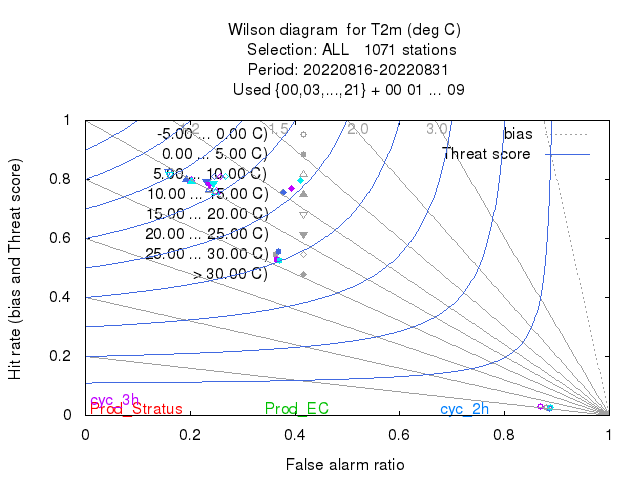 Wilson diagram  for T2m (deg C)
Selection: ALL   1071 stations
Period: 20220816-20220831
Used {00,03,...,21} + 00 01 ... 09
Hit rate (bias and Threat score)
1
0.8
0.6
0.4
0.2
0
1.5
2.0
3.0
bias
Threat score
-5.00 ... 0.00 C)
0.00 ... 5.00 C)
5.00 ... 10.00 C)
10.00 ... 15.00 C)
15.00 ... 20.00 C)
20.00 ... 25.00 C)
25.00 ... 30.00 C)
> 30.00 C)
cyc_3h
Prod_Stratus
Prod_EC
cyc_2h
0
0.2
0.4
0.6
0.8
1
False alarm ratio